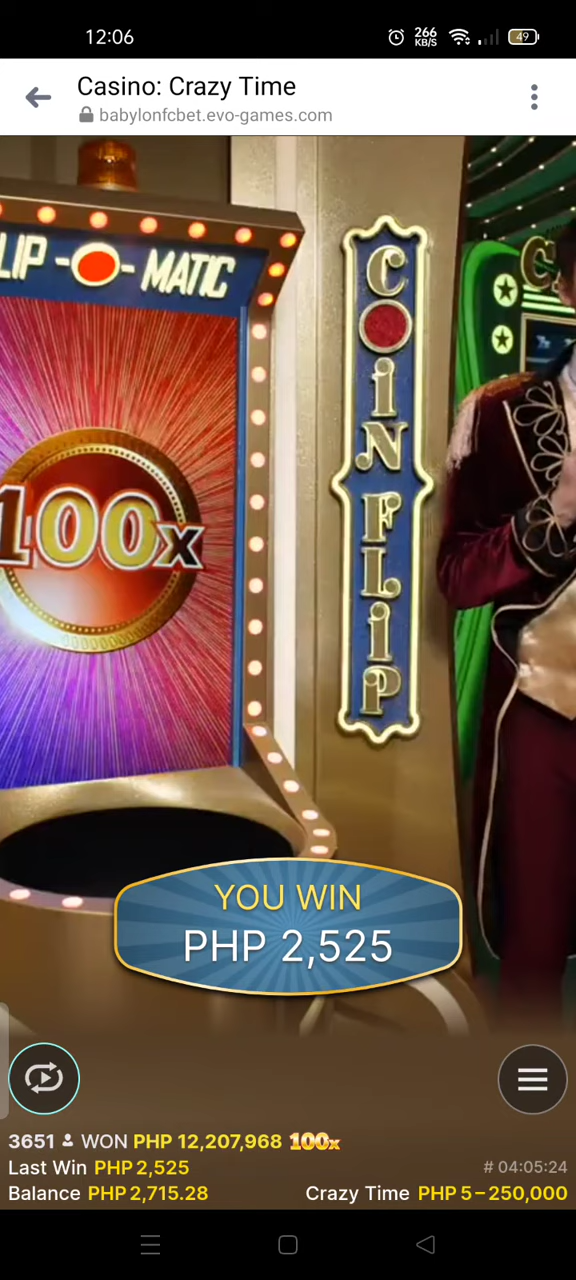 12:06
266
KB/S
49
Casino: Crazy Time
babylonfcbet.evo-games.com
LIP-O-MATIC
COIN FLIP
100x
YOU WIN
PHP 2,525
3651 WON PHP 12,207,968 100x
Last Win PHP 2,525
# 04:05:24
Balance PHP 2,715.28
Crazy Time PHP 5-250,000